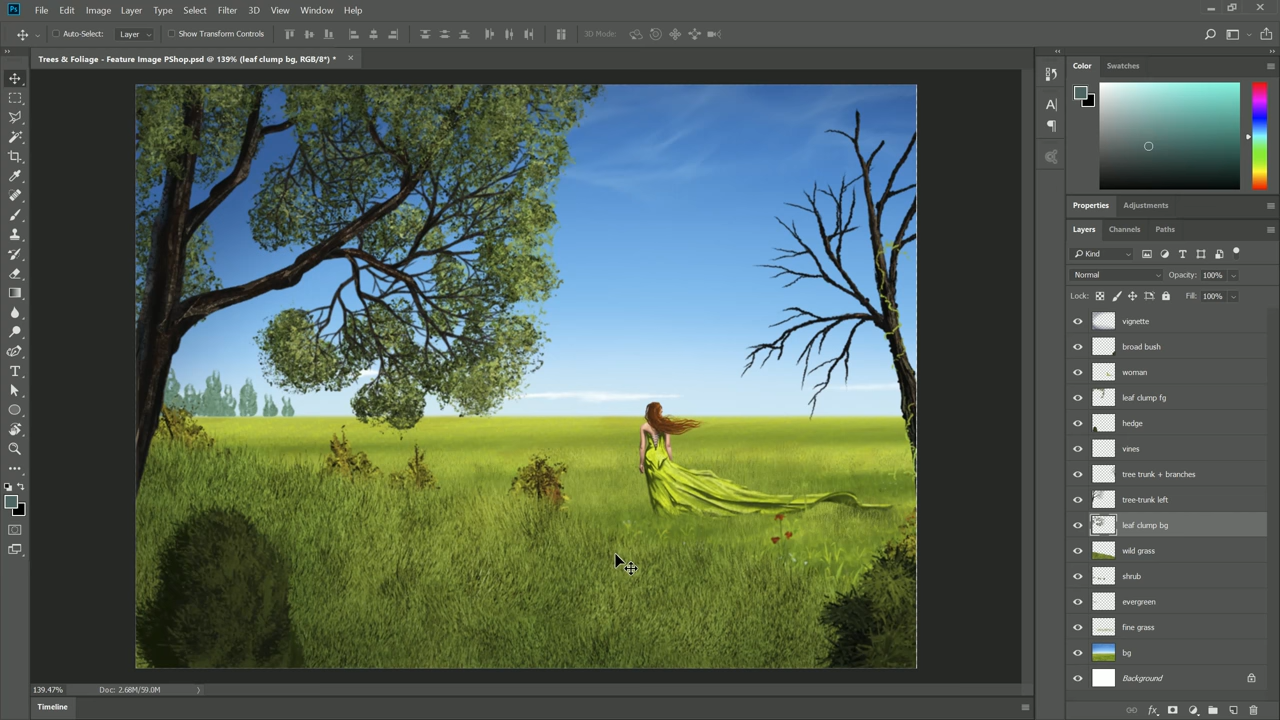 Ps File Edit Image Layer Type Select Filter 3D View Window Help
Auto-Select: Layer Show Transform Controls 3D Mode:
Trees & Foliage - Feature Image PShop.psd @ 139% (leaf clump bg, RGB/8*) *
Color Swatches
Properties Adjustments
Layers Channels Paths
Kind
Normal Opacity: 100%
Lock: Fill: 100%
vignette
broad bush
woman
leaf clump fg
hedge
vines
tree trunk + branches
tree-trunk left
leaf clump bg
wild grass
shrub
evergreen
fine grass
bg
Background
139.47% Doc: 2.68M/59.0M
Timeline